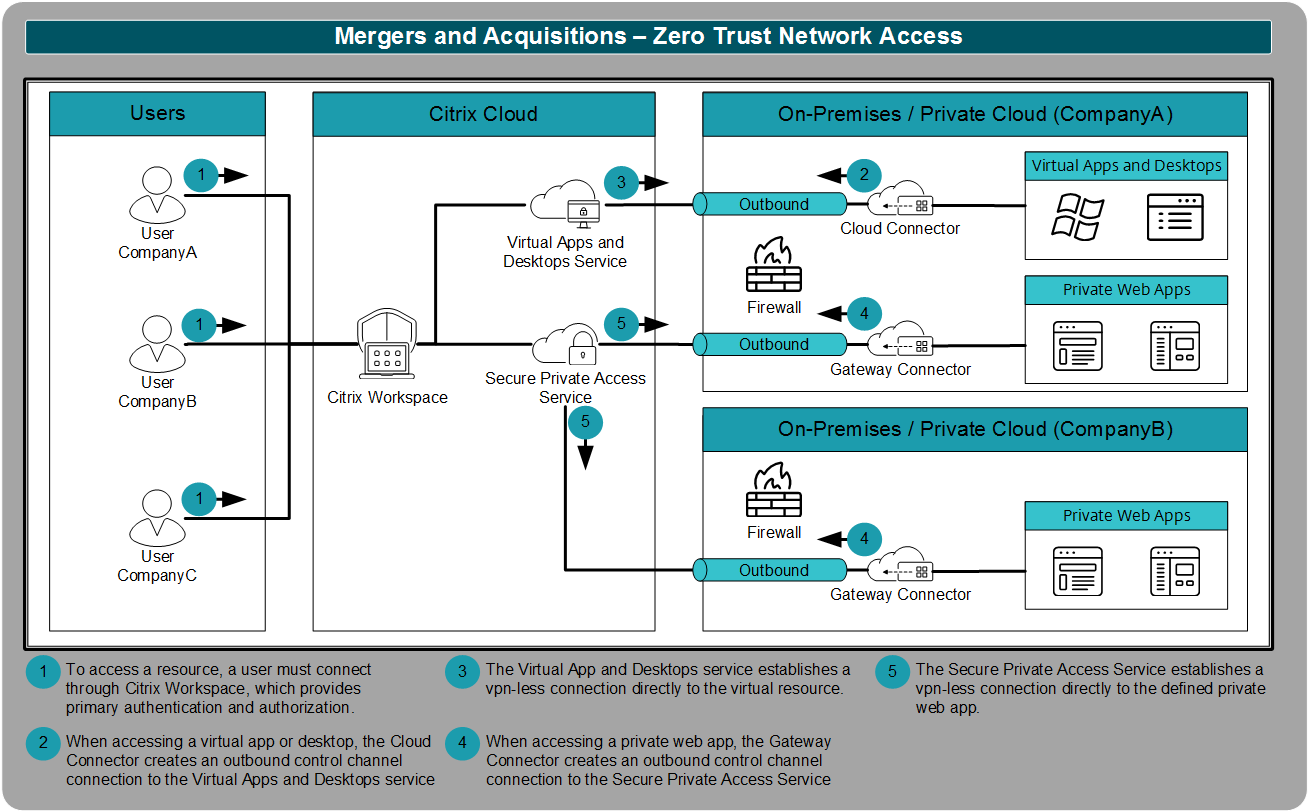 Mergers and Acquisitions – Zero Trust Network Access
Users
1
User
CompanyA
1
User
CompanyB
1
User
CompanyC
Citrix Cloud
Citrix Workspace
3
Virtual Apps and
Desktops Service
5
Secure Private Access
Service
5
On-Premises / Private Cloud (CompanyA)
Outbound
2
Cloud Connector
Virtual Apps and Desktops
Firewall
Outbound
4
Gateway Connector
Private Web Apps
On-Premises / Private Cloud (CompanyB)
Firewall
Outbound
4
Gateway Connector
Private Web Apps
1
To access a resource, a user must connect
through Citrix Workspace, which provides
primary authentication and authorization.
2
When accessing a virtual app or desktop, the Cloud
Connector creates an outbound control channel
connection to the Virtual Apps and Desktops service
3
The Virtual App and Desktops service establishes a
vpn-less connection directly to the virtual resource.
4
When accessing a private web app, the Gateway
Connector creates an outbound control channel
connection to the Secure Private Access Service
5
The Secure Private Access Service establishes a
vpn-less connection directly to the defined private
web app.